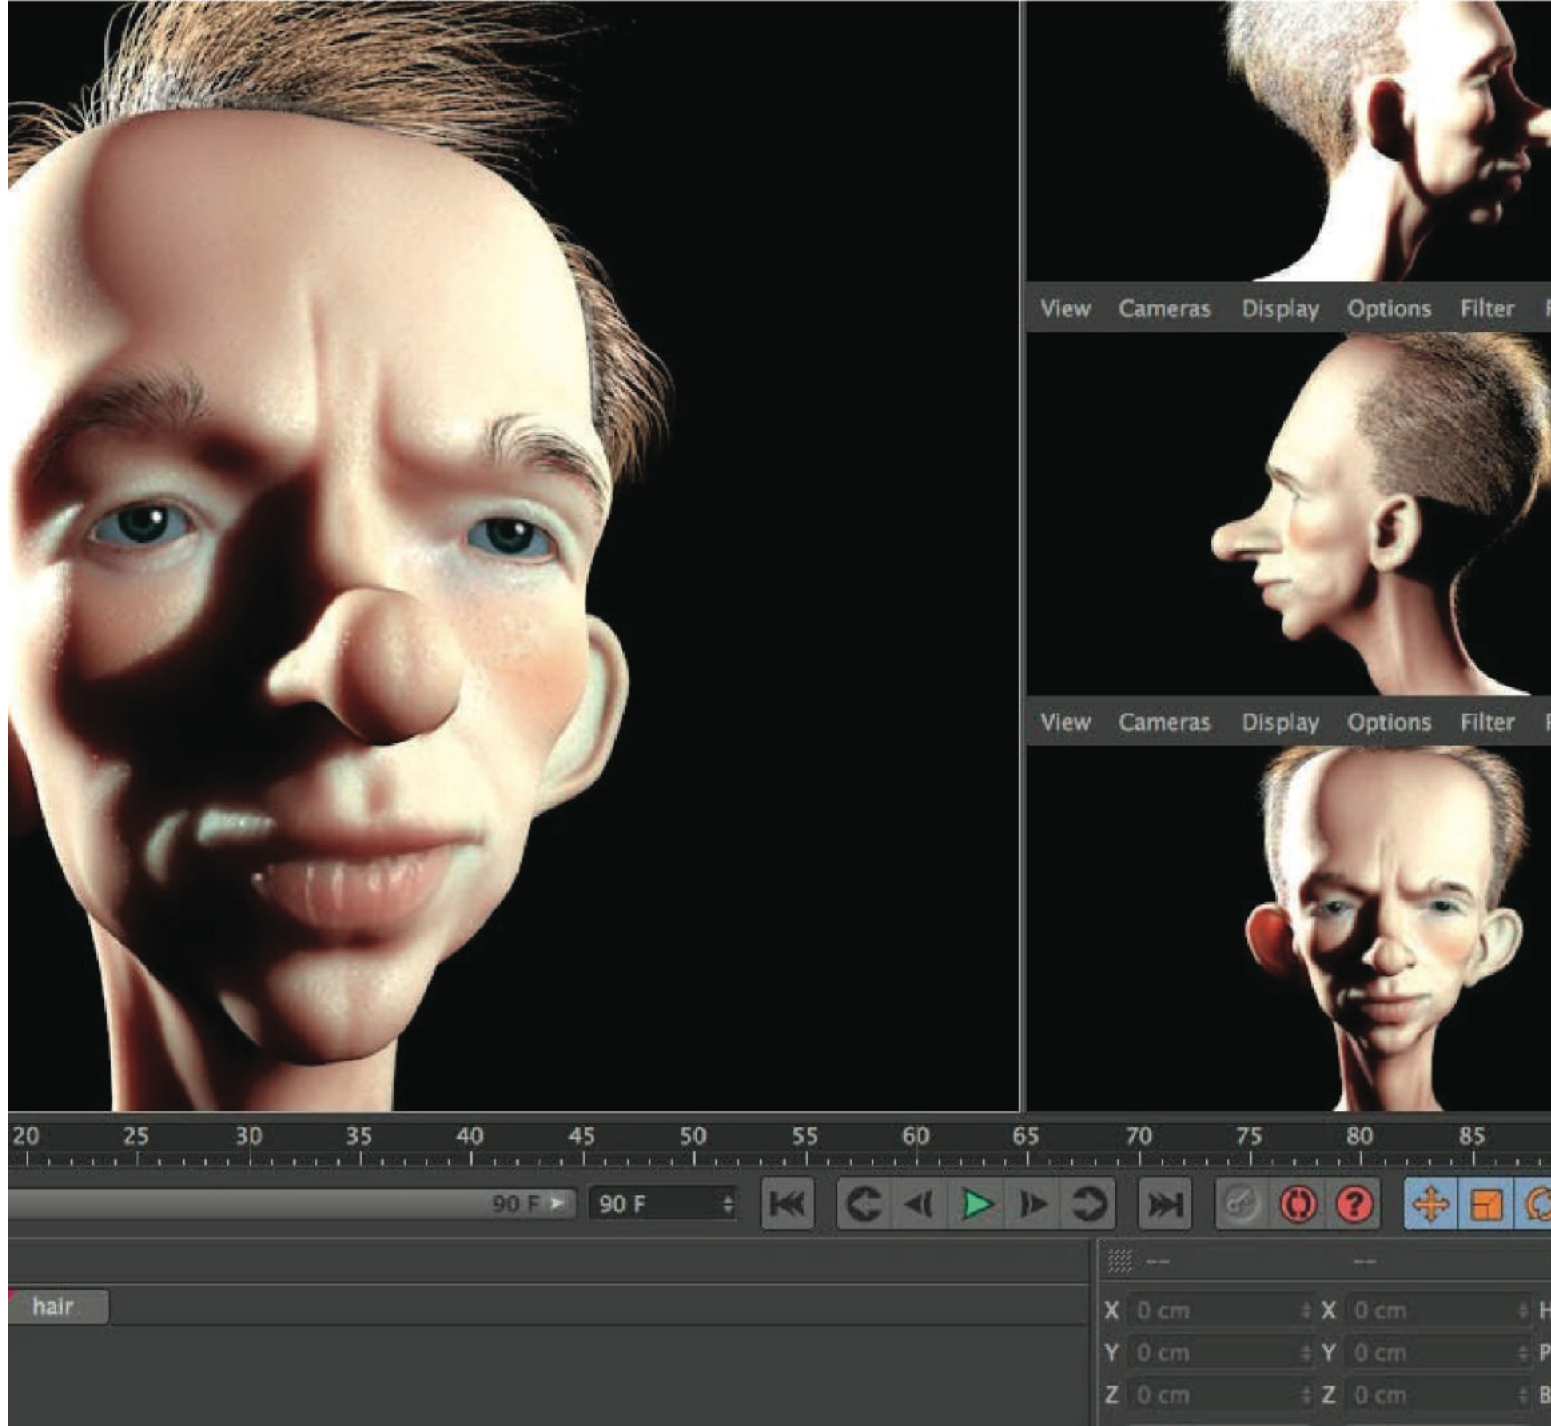 View Cameras Display Options Filter
View Cameras Display Options Filter
20 25 30 35 40 45 50 55 60 65 70 75 80 85
90 F 90 F ?
-- --
hair
X 0 cm X 0 cm H
Y 0 cm Y 0 cm P
Z 0 cm Z 0 cm B